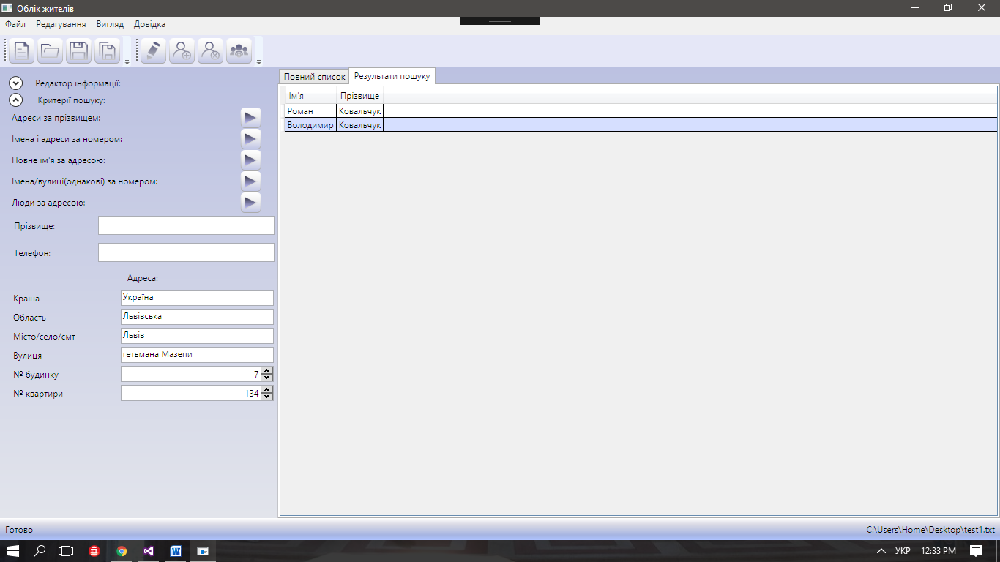 Облік жителів
Файл Редагування Вигляд Довідка
Редактор інформації:
Критерії пошуку:
Адреси за прізвищем:
Імена і адреси за номером:
Повне ім'я за адресою:
Імена/вулиці(однакові) за номером:
Люди за адресою:
Прізвище:
Телефон:
Адреса:
Країна Україна
Область Львівська
Місто/село/смт Львів
Вулиця гетьмана Мазепи
№ будинку 7
№ квартири 134
Повний список Результати пошуку
Ім'я Прізвище
Роман Ковальчук
Володимир Ковальчук
Готово C:\Users\Home\Desktop\test1.txt
УКР 12:33 PM